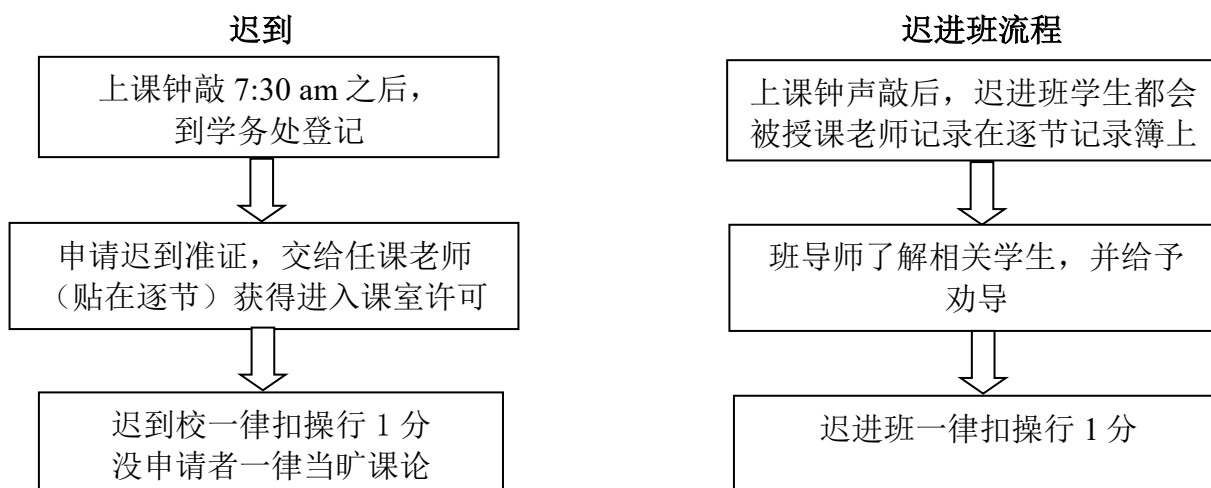 迟到
上课钟敲 7:30 am 之后，
到学务处登记
申请迟到准证，交给任课老师
（贴在逐节）获得进入课室许可
迟到校一律扣操行 1 分
没申请者一律当旷课论
迟进班流程
上课钟声敲后，迟进班学生都会
被授课老师记录在逐节记录簿上
班导师了解相关学生，并给予
劝导
迟进班一律扣操行 1 分